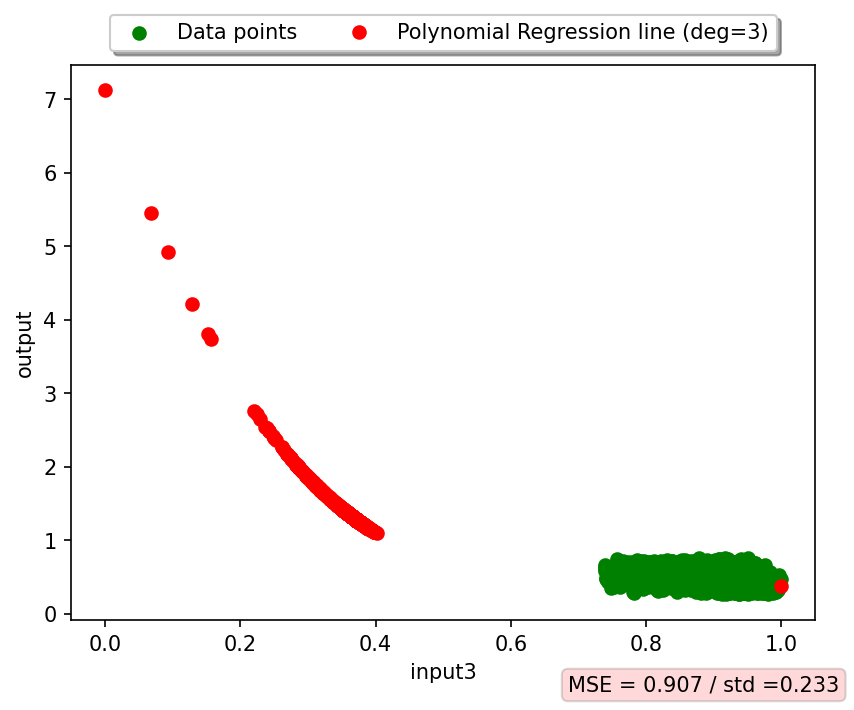 Data points
Polynomial Regression line (deg=3)
7
6
5
4
3
2
1
0
output
0.0
0.2
0.4
0.6
0.8
1.0
input3
MSE = 0.907 / std =0.233